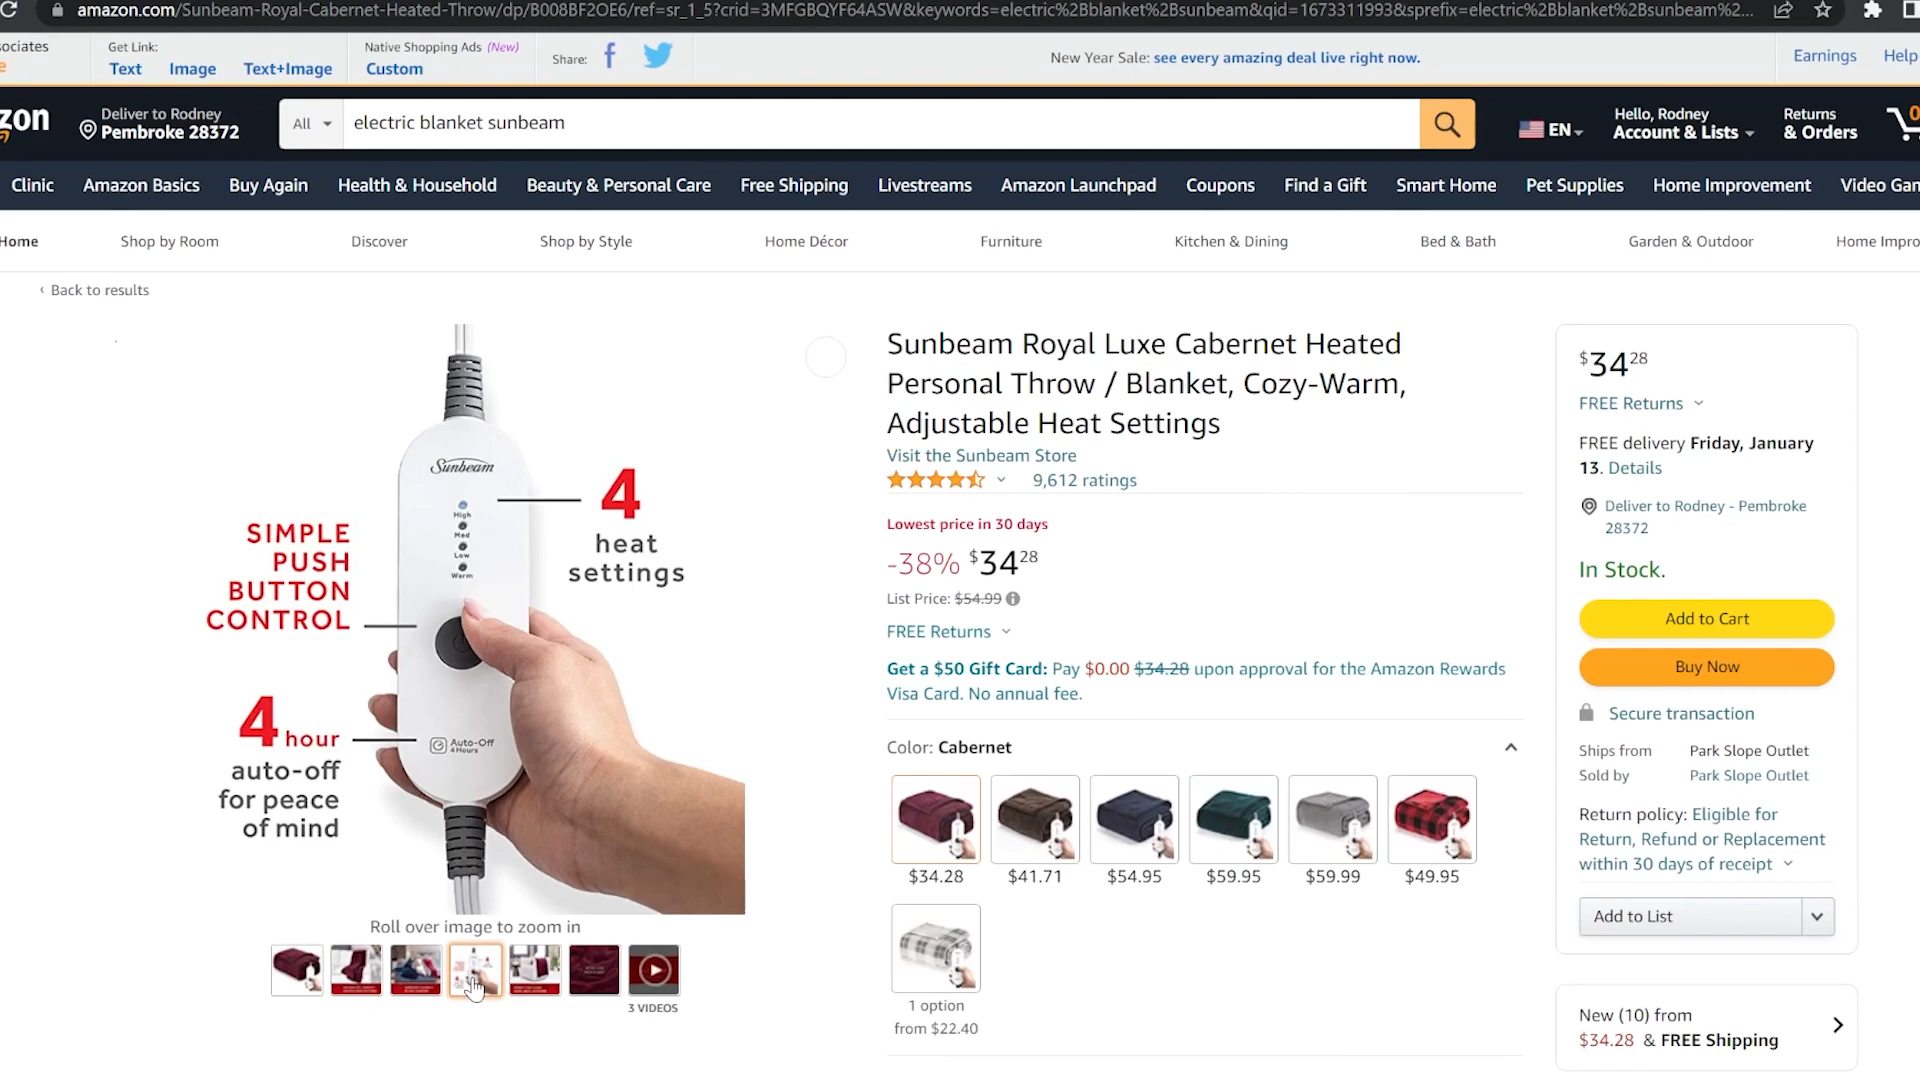 amazon.com/Sunbeam-Royal-Cabernet-Heated-Throw/dp/B008BF2OE6/ref=sr_1_5?crid=3MFGBQYF64ASW&keywords=electric%2Bblanket%2Bsunbeam&qid=1673311993&sprefix=electric%2Bblanket%2Bsunbeam%2...
sociates
Get Link:
Text Image Text+Image
Native Shopping Ads (New)
Custom
Share:
New Year Sale: see every amazing deal live right now.
Earnings Help
zon
Deliver to Rodney
Pembroke 28372
All
electric blanket sunbeam
EN
Hello, Rodney
Account & Lists
Returns
& Orders
0
Clinic Amazon Basics Buy Again Health & Household Beauty & Personal Care Free Shipping Livestreams Amazon Launchpad Coupons Find a Gift Smart Home Pet Supplies Home Improvement Video Gam
Home Shop by Room Discover Shop by Style Home Décor Furniture Kitchen & Dining Bed & Bath Garden & Outdoor Home Impro
‹ Back to results
Sunbeam
High
Med
Low
Warm
4
heat
settings
SIMPLE
PUSH
BUTTON
CONTROL
4 hour
auto-off
for peace
of mind
Auto-Off
4 Hours
Roll over image to zoom in
3 VIDEOS
Sunbeam Royal Luxe Cabernet Heated
Personal Throw / Blanket, Cozy-Warm,
Adjustable Heat Settings
Visit the Sunbeam Store
9,612 ratings
Lowest price in 30 days
-38% $34 28
List Price: $54.99
FREE Returns
Get a $50 Gift Card: Pay $0.00 $34.28 upon approval for the Amazon Rewards
Visa Card. No annual fee.
Color: Cabernet
$34.28 $41.71 $54.95 $59.95 $59.99 $49.95
1 option
from $22.40
$34 28
FREE Returns
FREE delivery Friday, January
13. Details
Deliver to Rodney - Pembroke
28372
In Stock.
Add to Cart
Buy Now
Secure transaction
Ships from Park Slope Outlet
Sold by Park Slope Outlet
Return policy: Eligible for
Return, Refund or Replacement
within 30 days of receipt
Add to List
New (10) from
$34.28 & FREE Shipping